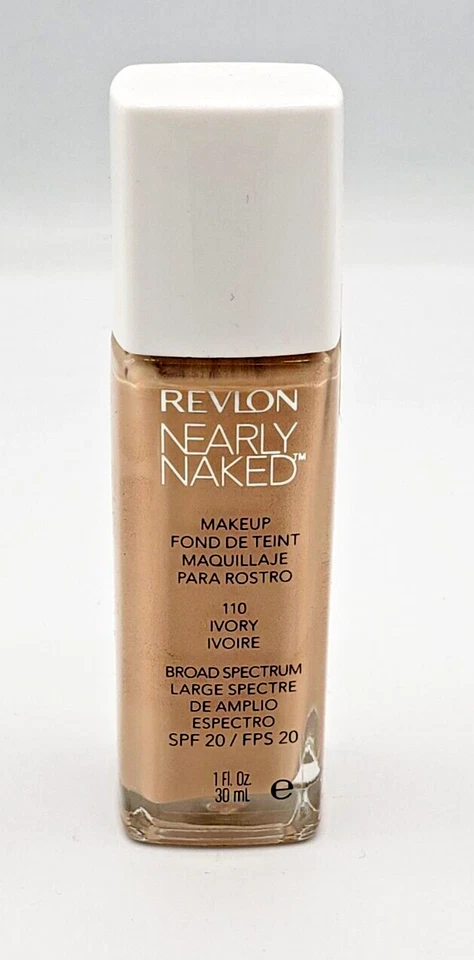 REVLON
NEARLY
NAKED™
MAKEUP
FOND DE TEINT
MAQUILLAJE
PARA ROSTRO
110
IVORY
IVOIRE
BROAD SPECTRUM
LARGE SPECTRE
DE AMPLIO
ESPECTRO
SPF 20 / FPS 20
1 Fl. Oz.
30 mL ℮